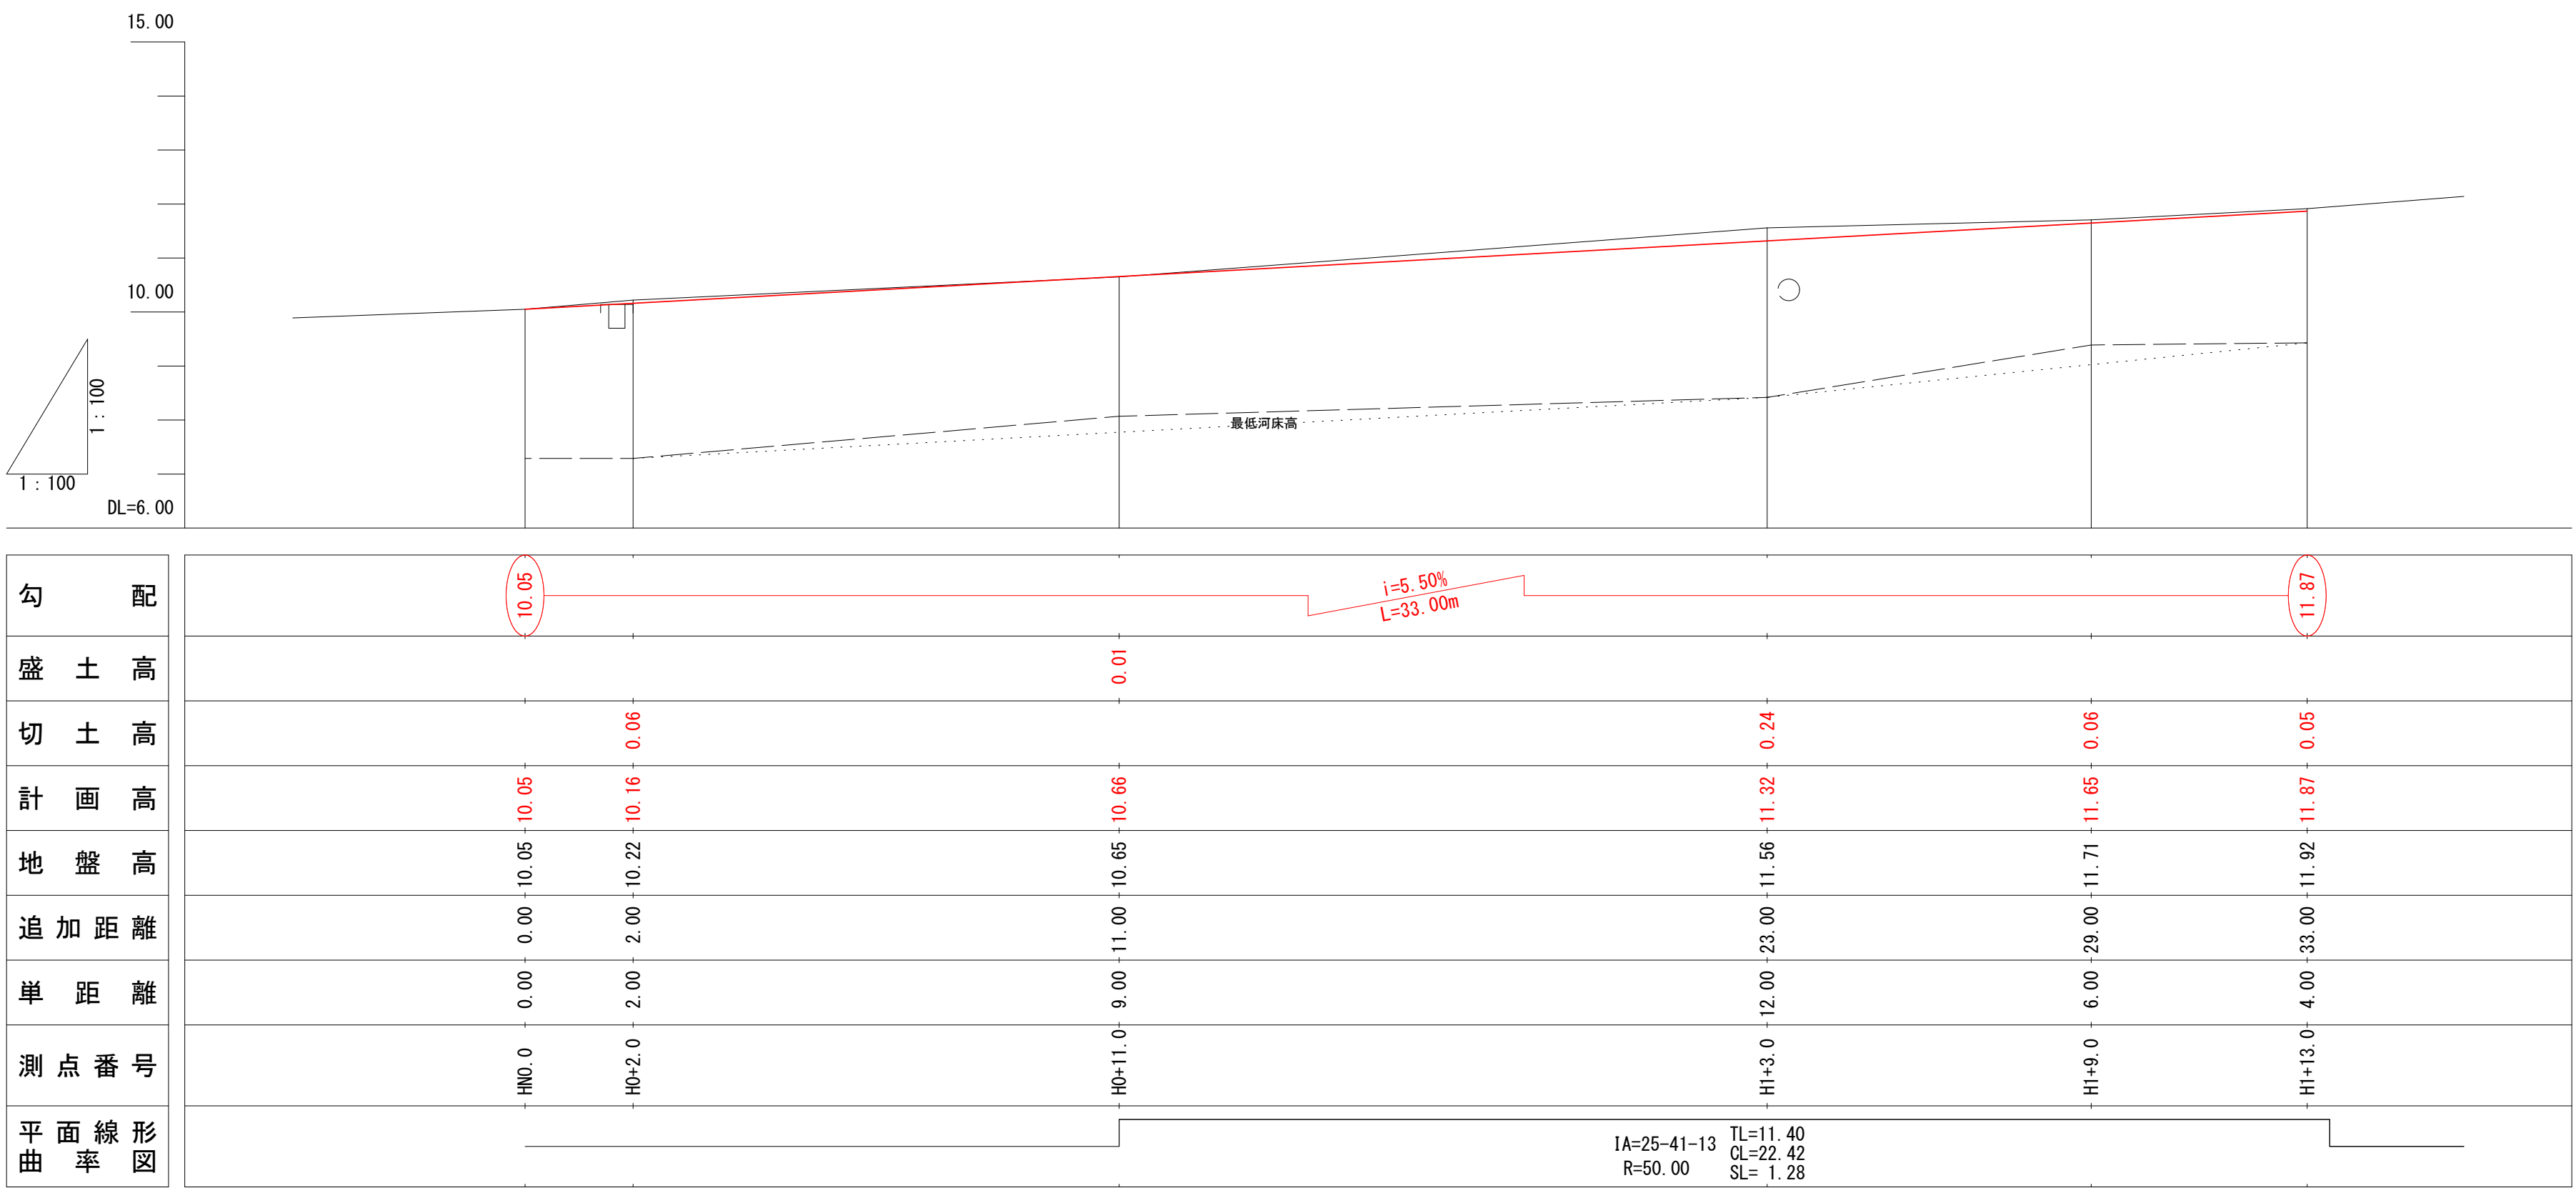 15.00
10.00
1 : 100
1 : 100
DL=6.00
最低河床高
勾配
10.05
i=5.50%
L=33.00m
11.87
盛土高
0.01
切土高
0.06
0.24
0.06
0.05
計画高
10.05
10.16
10.66
11.32
11.65
11.87
地盤高
10.05
10.22
10.65
11.56
11.71
11.92
追加距離
0.00
2.00
11.00
23.00
29.00
33.00
単距離
0.00
2.00
9.00
12.00
6.00
4.00
測点番号
HNO.0
H0+2.0
H0+11.0
H1+3.0
H1+9.0
H1+13.0
平面線形
曲率図
IA=25-41-13
R=50.00
TL=11.40
CL=22.42
SL= 1.28